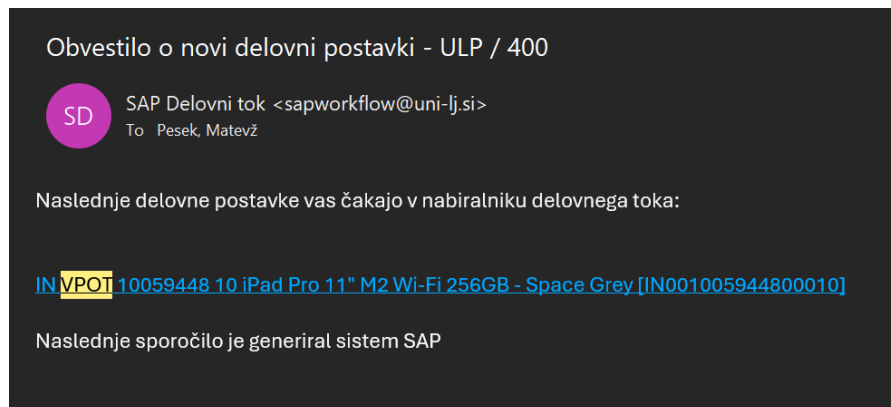 Obvestilo o novi delovni postavki - ULP / 400
SD
SAP Delovni tok <sapworkflow@uni-lj.si>
To Pesek, Matevž
Naslednje delovne postavke vas čakajo v nabiralniku delovnega toka:
IN VPOT 10059448 10 iPad Pro 11" M2 Wi-Fi 256GB - Space Grey [IN001005944800010]
Naslednje sporočilo je generiral sistem SAP